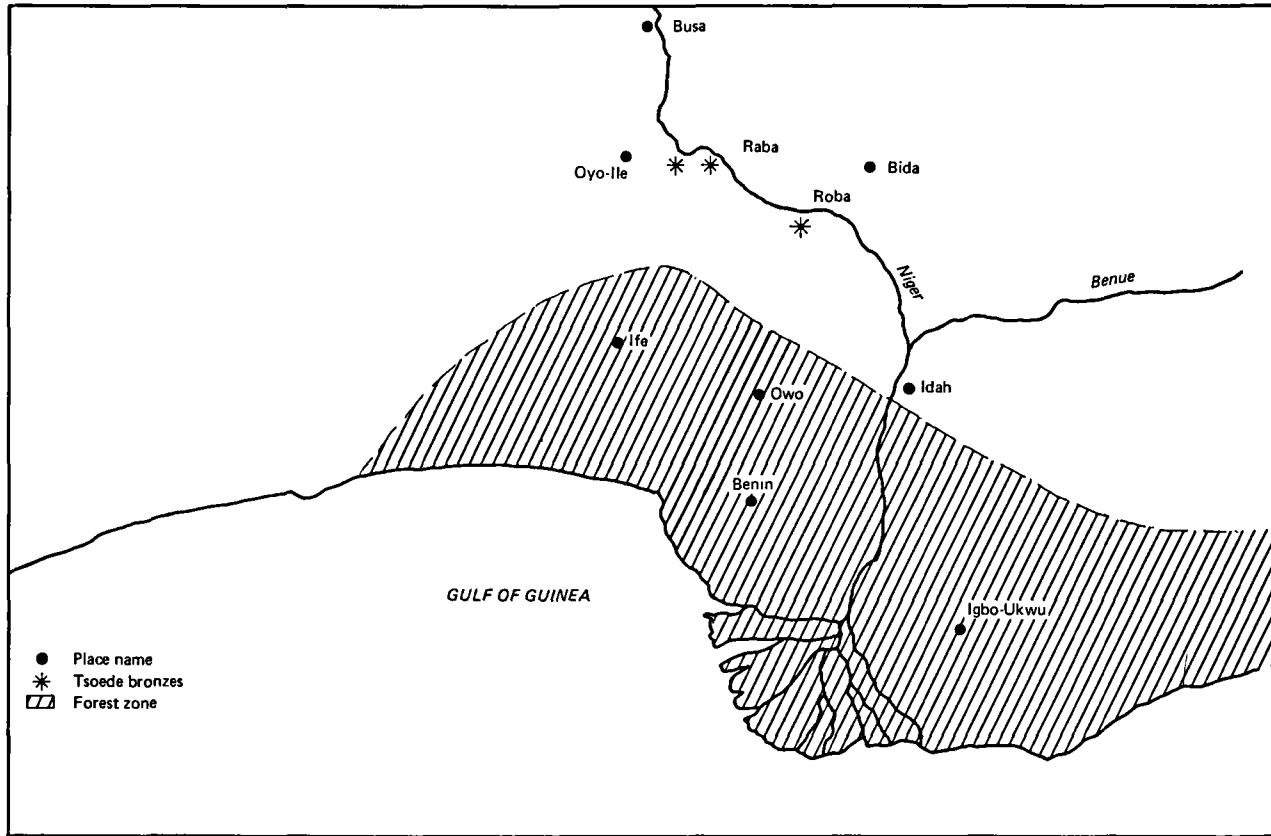 Busa
Raba
Oyo-Ile
Bida
Roba
Niger
Benue
Ife
Idah
Owo
Benin
GULF OF GUINEA
Igbo-Ukwu
Place name
Tsoede bronzes
Forest zone